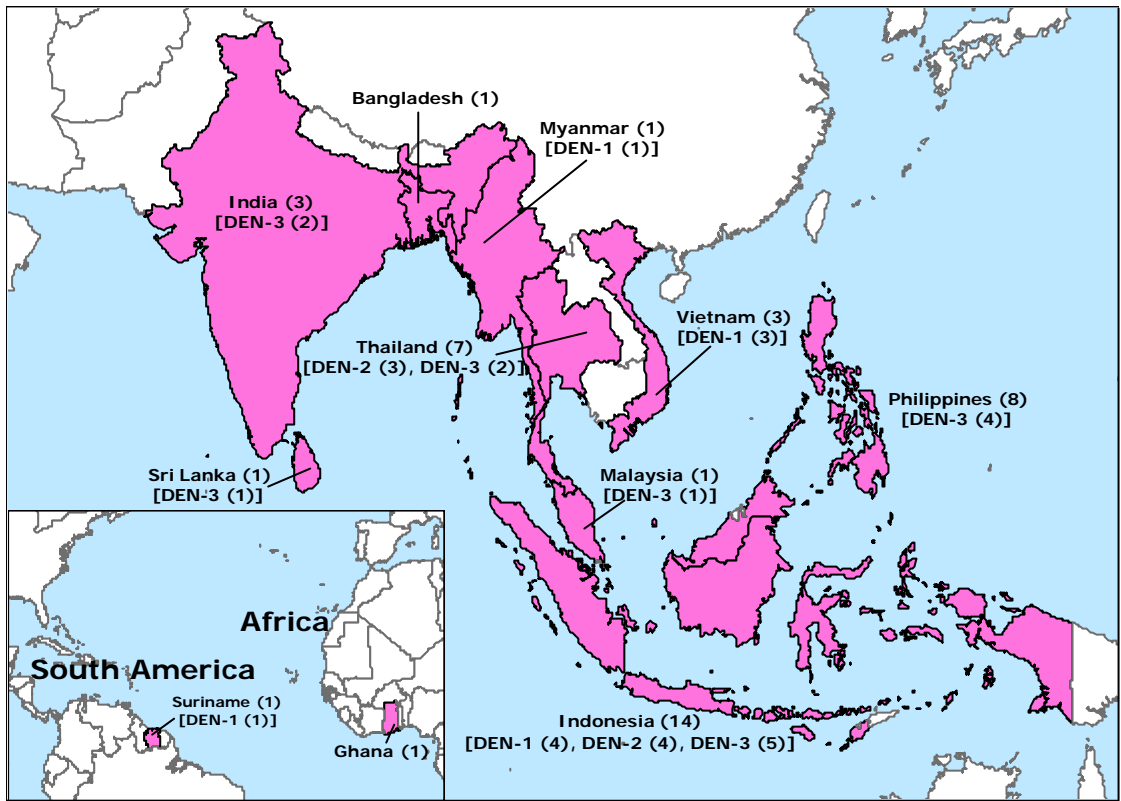 Bangladesh (1)
Myanmar (1)
[DEN-1 (1)]
India (3)
[DEN-3 (2)]
Vietnam (3)
[DEN-1 (3)]
Thailand (7)
[DEN-2 (3), DEN-3 (2)]
Philippines (8)
[DEN-3 (4)]
Sri Lanka (1)
[DEN-3 (1)]
Malaysia (1)
[DEN-3 (1)]
Africa
South America
Suriname (1)
[DEN-1 (1)]
Ghana (1)
Indonesia (14)
[DEN-1 (4), DEN-2 (4), DEN-3 (5)]